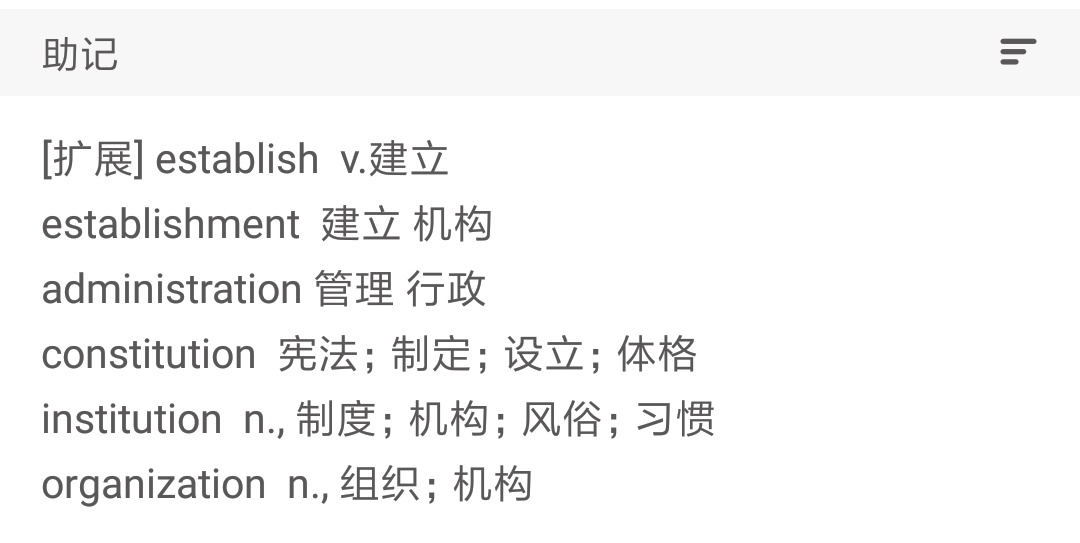 助记
[扩展] establish v.建立
establishment 建立 机构
administration 管理 行政
constitution 宪法；制定；设立；体格
institution n., 制度；机构；风俗；习惯
organization n., 组织；机构